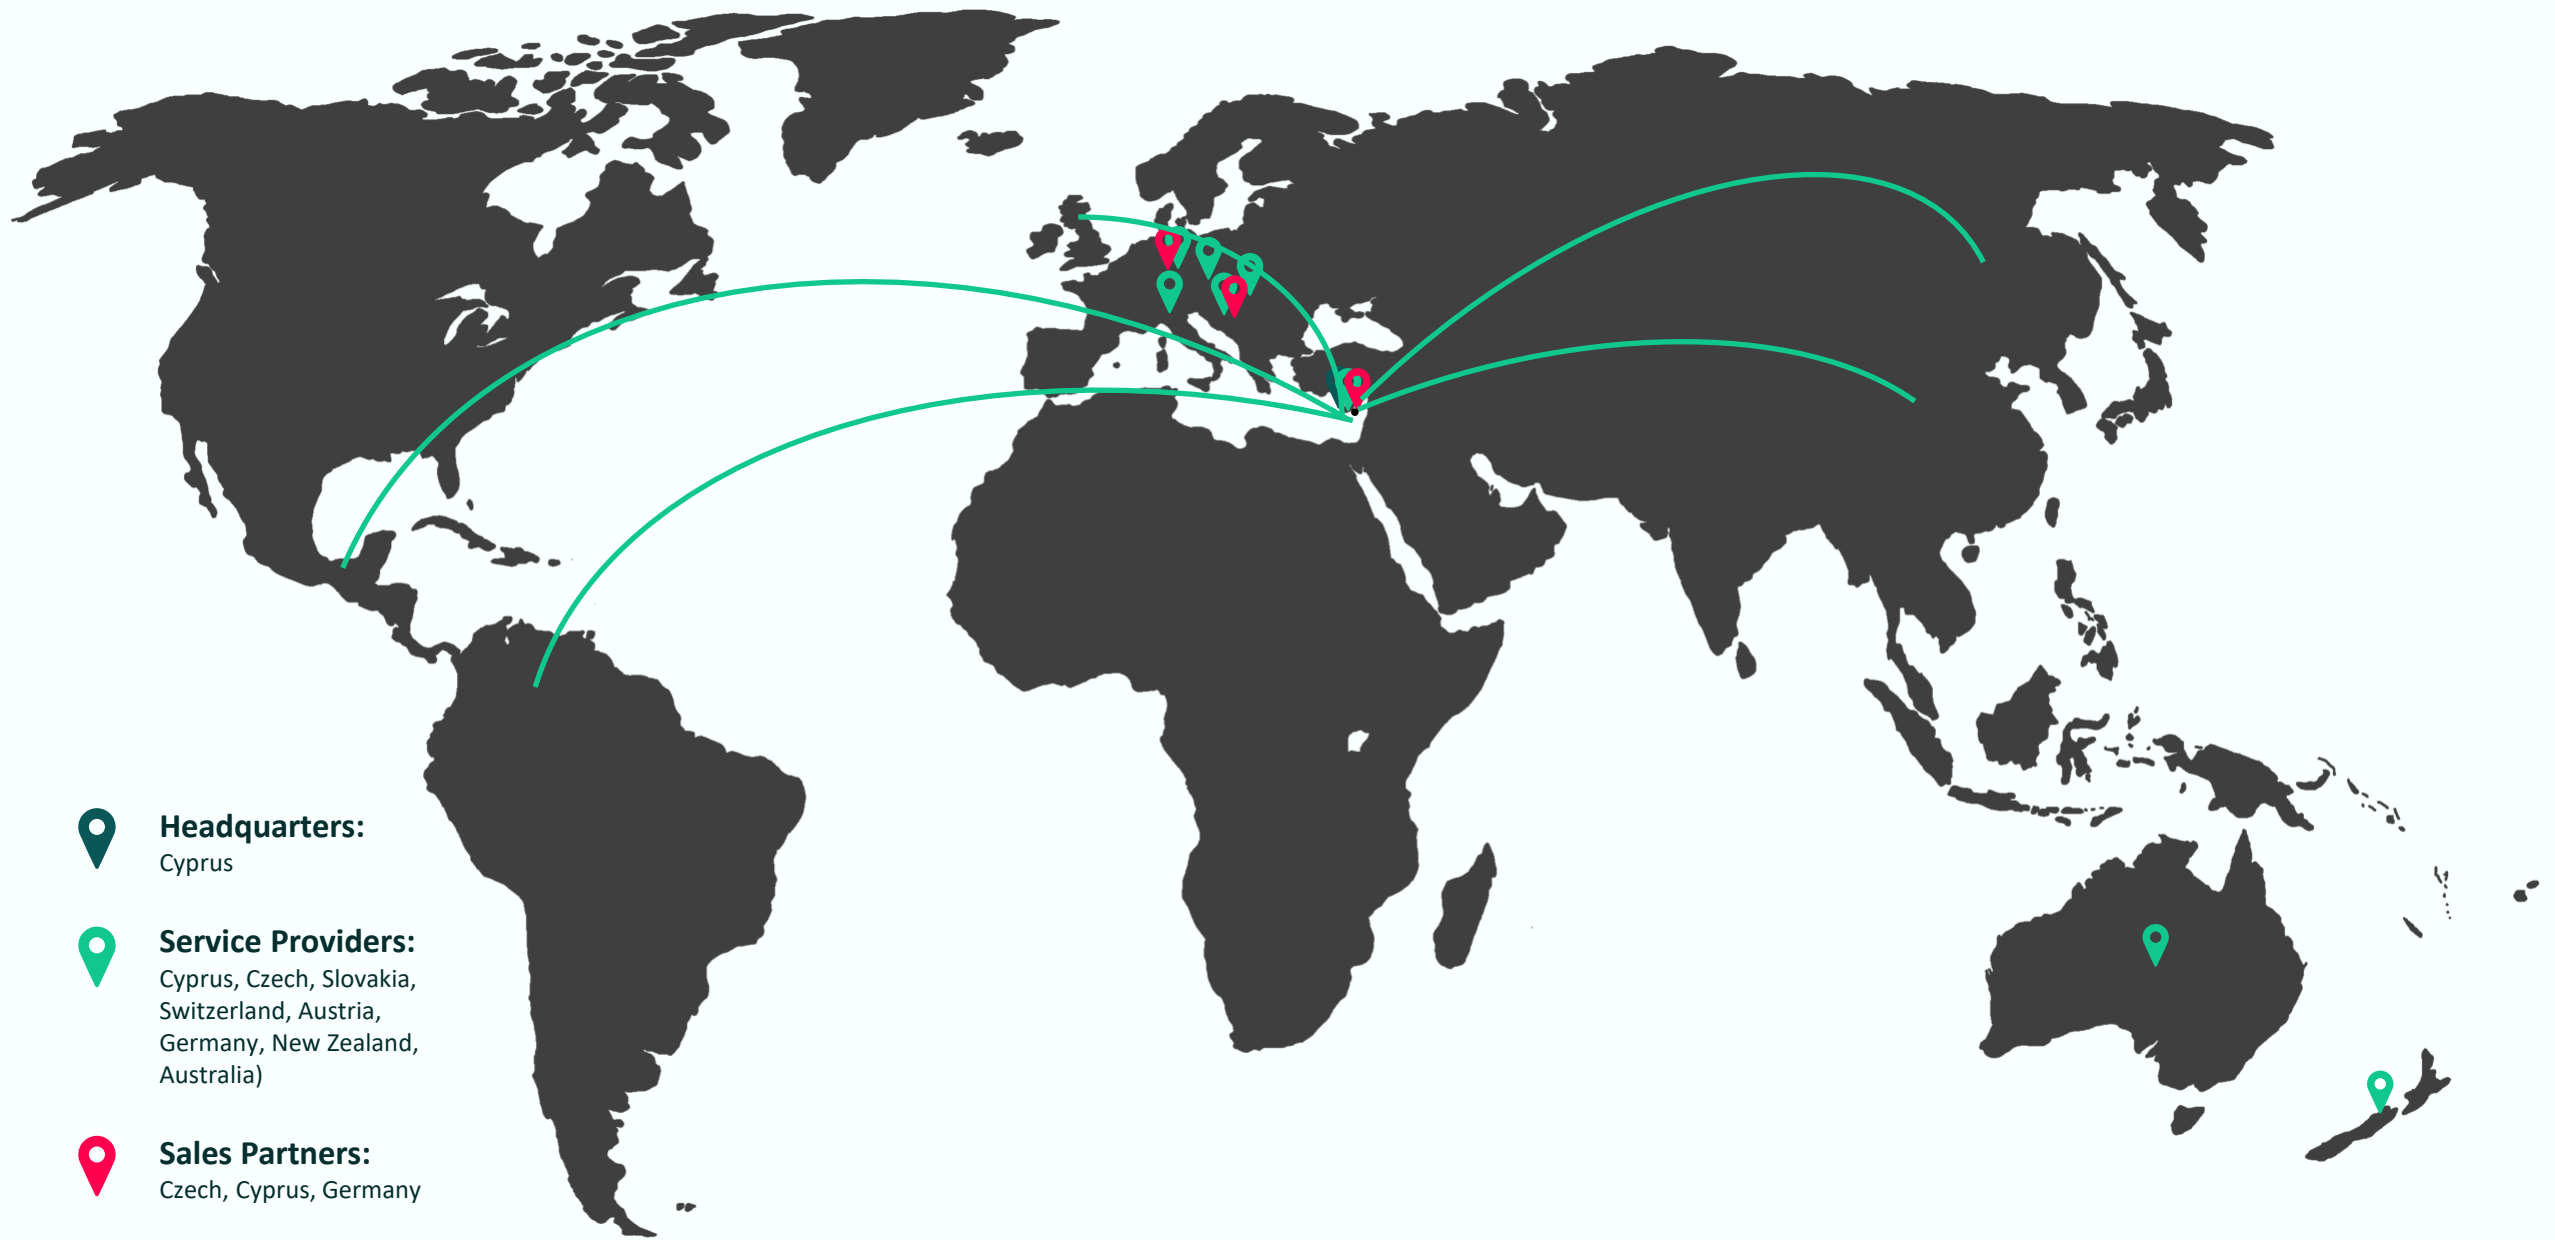 Headquarters:
Cyprus
Service Providers:
Cyprus, Czech, Slovakia,
Switzerland, Austria,
Germany, New Zealand,
Australia)
Sales Partners:
Czech, Cyprus, Germany